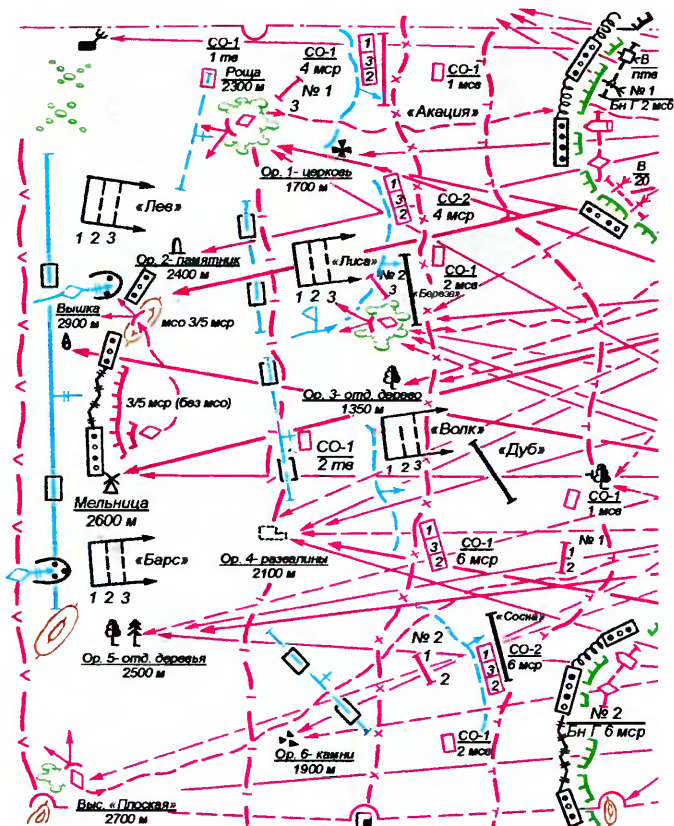 СО-1
1 тв
СО-1
4 мср
1
3
2
СО-1
1 мсв
В
птв
№ 1
Бн Г 2 мсб
Роща
2300 м
№ 1
3
«Акация»
Ор. 1- церковь
1700 м
В
20
1
3
2
СО-2
4 мср
«Лев»
1 2 3
Ор. 2- памятник
2400 м
«Лиса»
1 2 3
№ 2
3
«Береза»
СО-1
2 мсв
Вышка
2900 м
мсо 3/5 мср
3/5 мср (без мсо)
Ор. 3- отд. дерево
1350 м
«Волк»
1 2 3
«Дуб»
СО-1
2 тв
СО-1
1 мсв
Мельница
2600 м
«Барс»
1 2 3
Ор. 4- развалины
2100 м
1
3
2
СО-1
6 мср
№ 1
1
2
Ор. 5- отд. деревья
2500 м
№ 2
1
2
«Сосна»
1
3
2
СО-2
6 мср
№ 2
Бн Г 6 мср
СО-1
2 мсв
Ор. 6- камни
1900 м
Выс. «Плоская»
2700 м